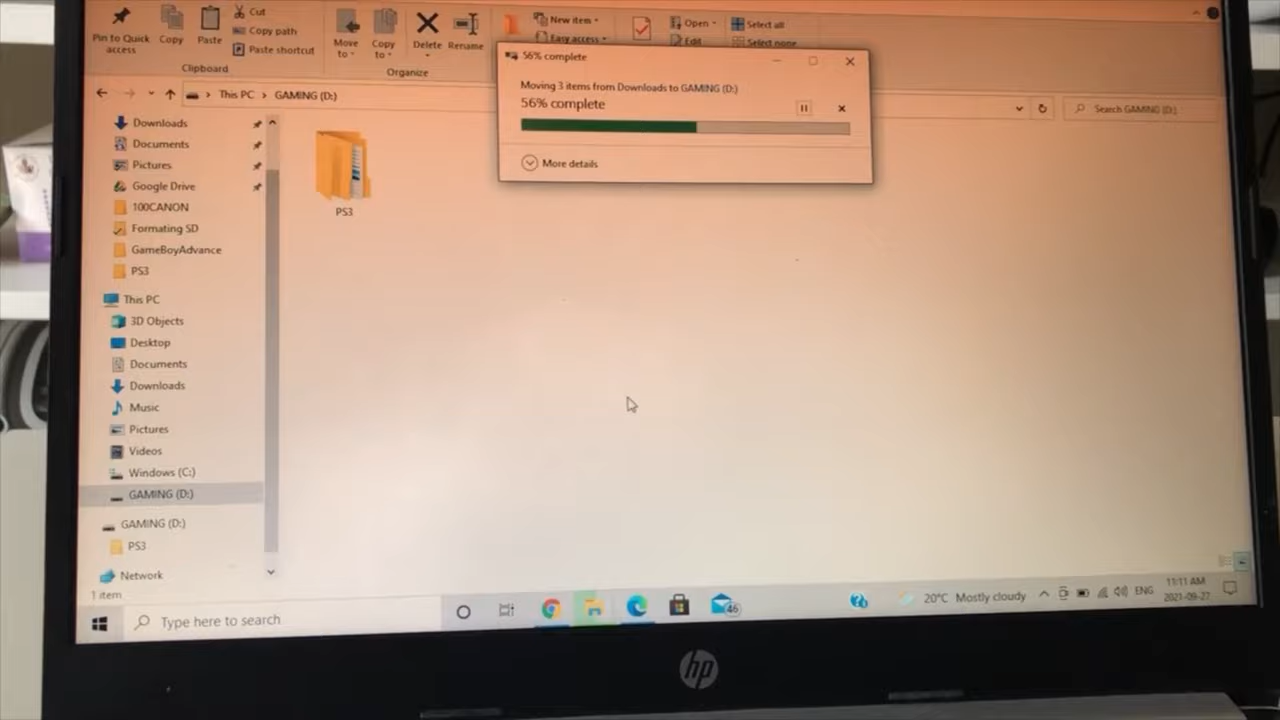 Pin to Quick access
Copy
Paste
Cut
Copy path
Paste shortcut
Clipboard
Move to
Copy to
Delete
Rename
Organize
New item
Easy access
Open
Edit
Select all
Select none
56% complete
Moving 3 items from Downloads to GAMING (D:)
56% complete
More details
This PC > GAMING (D:)
Search GAMING (D:)
Downloads
Documents
Pictures
Google Drive
100CANON
Formating SD
GameBoyAdvance
PS3
This PC
3D Objects
Desktop
Documents
Downloads
Music
Pictures
Videos
Windows (C:)
GAMING (D:)
GAMING (D:)
PS3
Network
PS3
1 item
Type here to search
46
20°C Mostly cloudy
ENG
11:11 AM
2021-09-27
hp